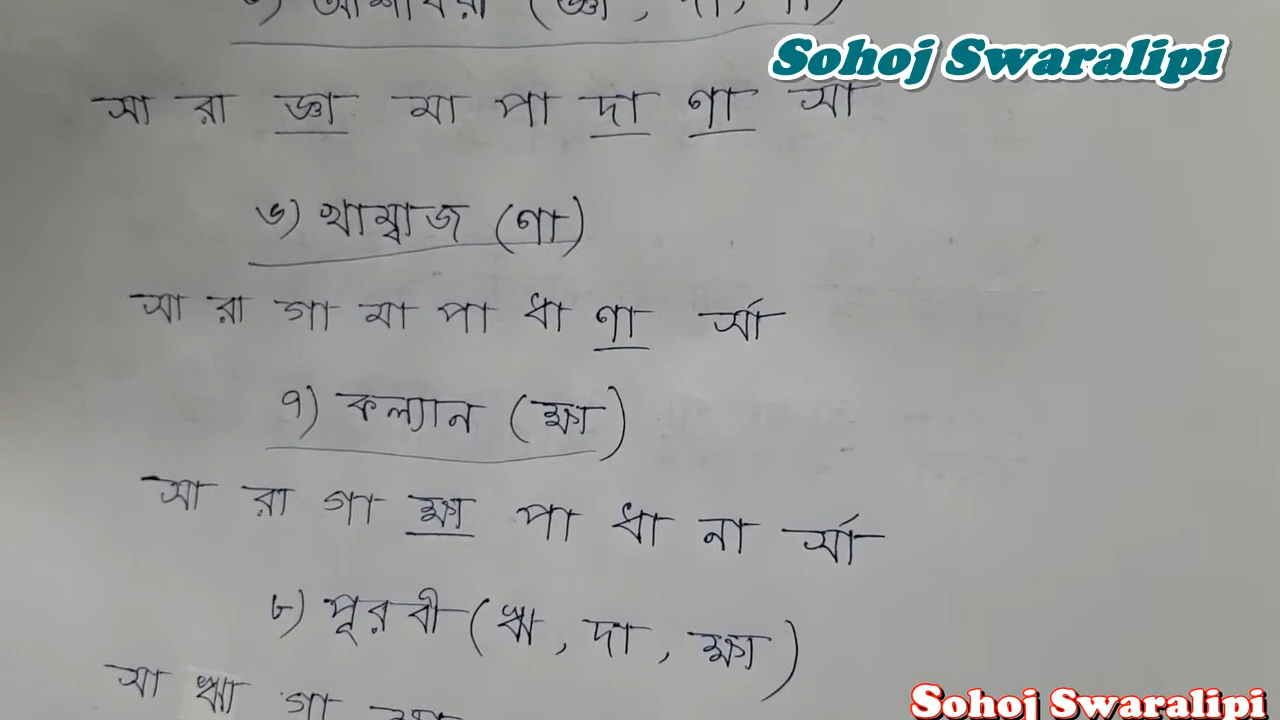 Sohoj Swaralipi
সা রা জ্ঞা মা পা দা ণা র্সা
৬) খাম্বাজ (ণা)
সা রা গা মা পা ধা ণা র্সা
৭) কল্যান (ক্ষা)
সা রা গা ক্ষা পা ধা না র্সা
৮) পূরবী (ঋ, দা, ক্ষা)
সা ঋা গা
Sohoj Swaralipi